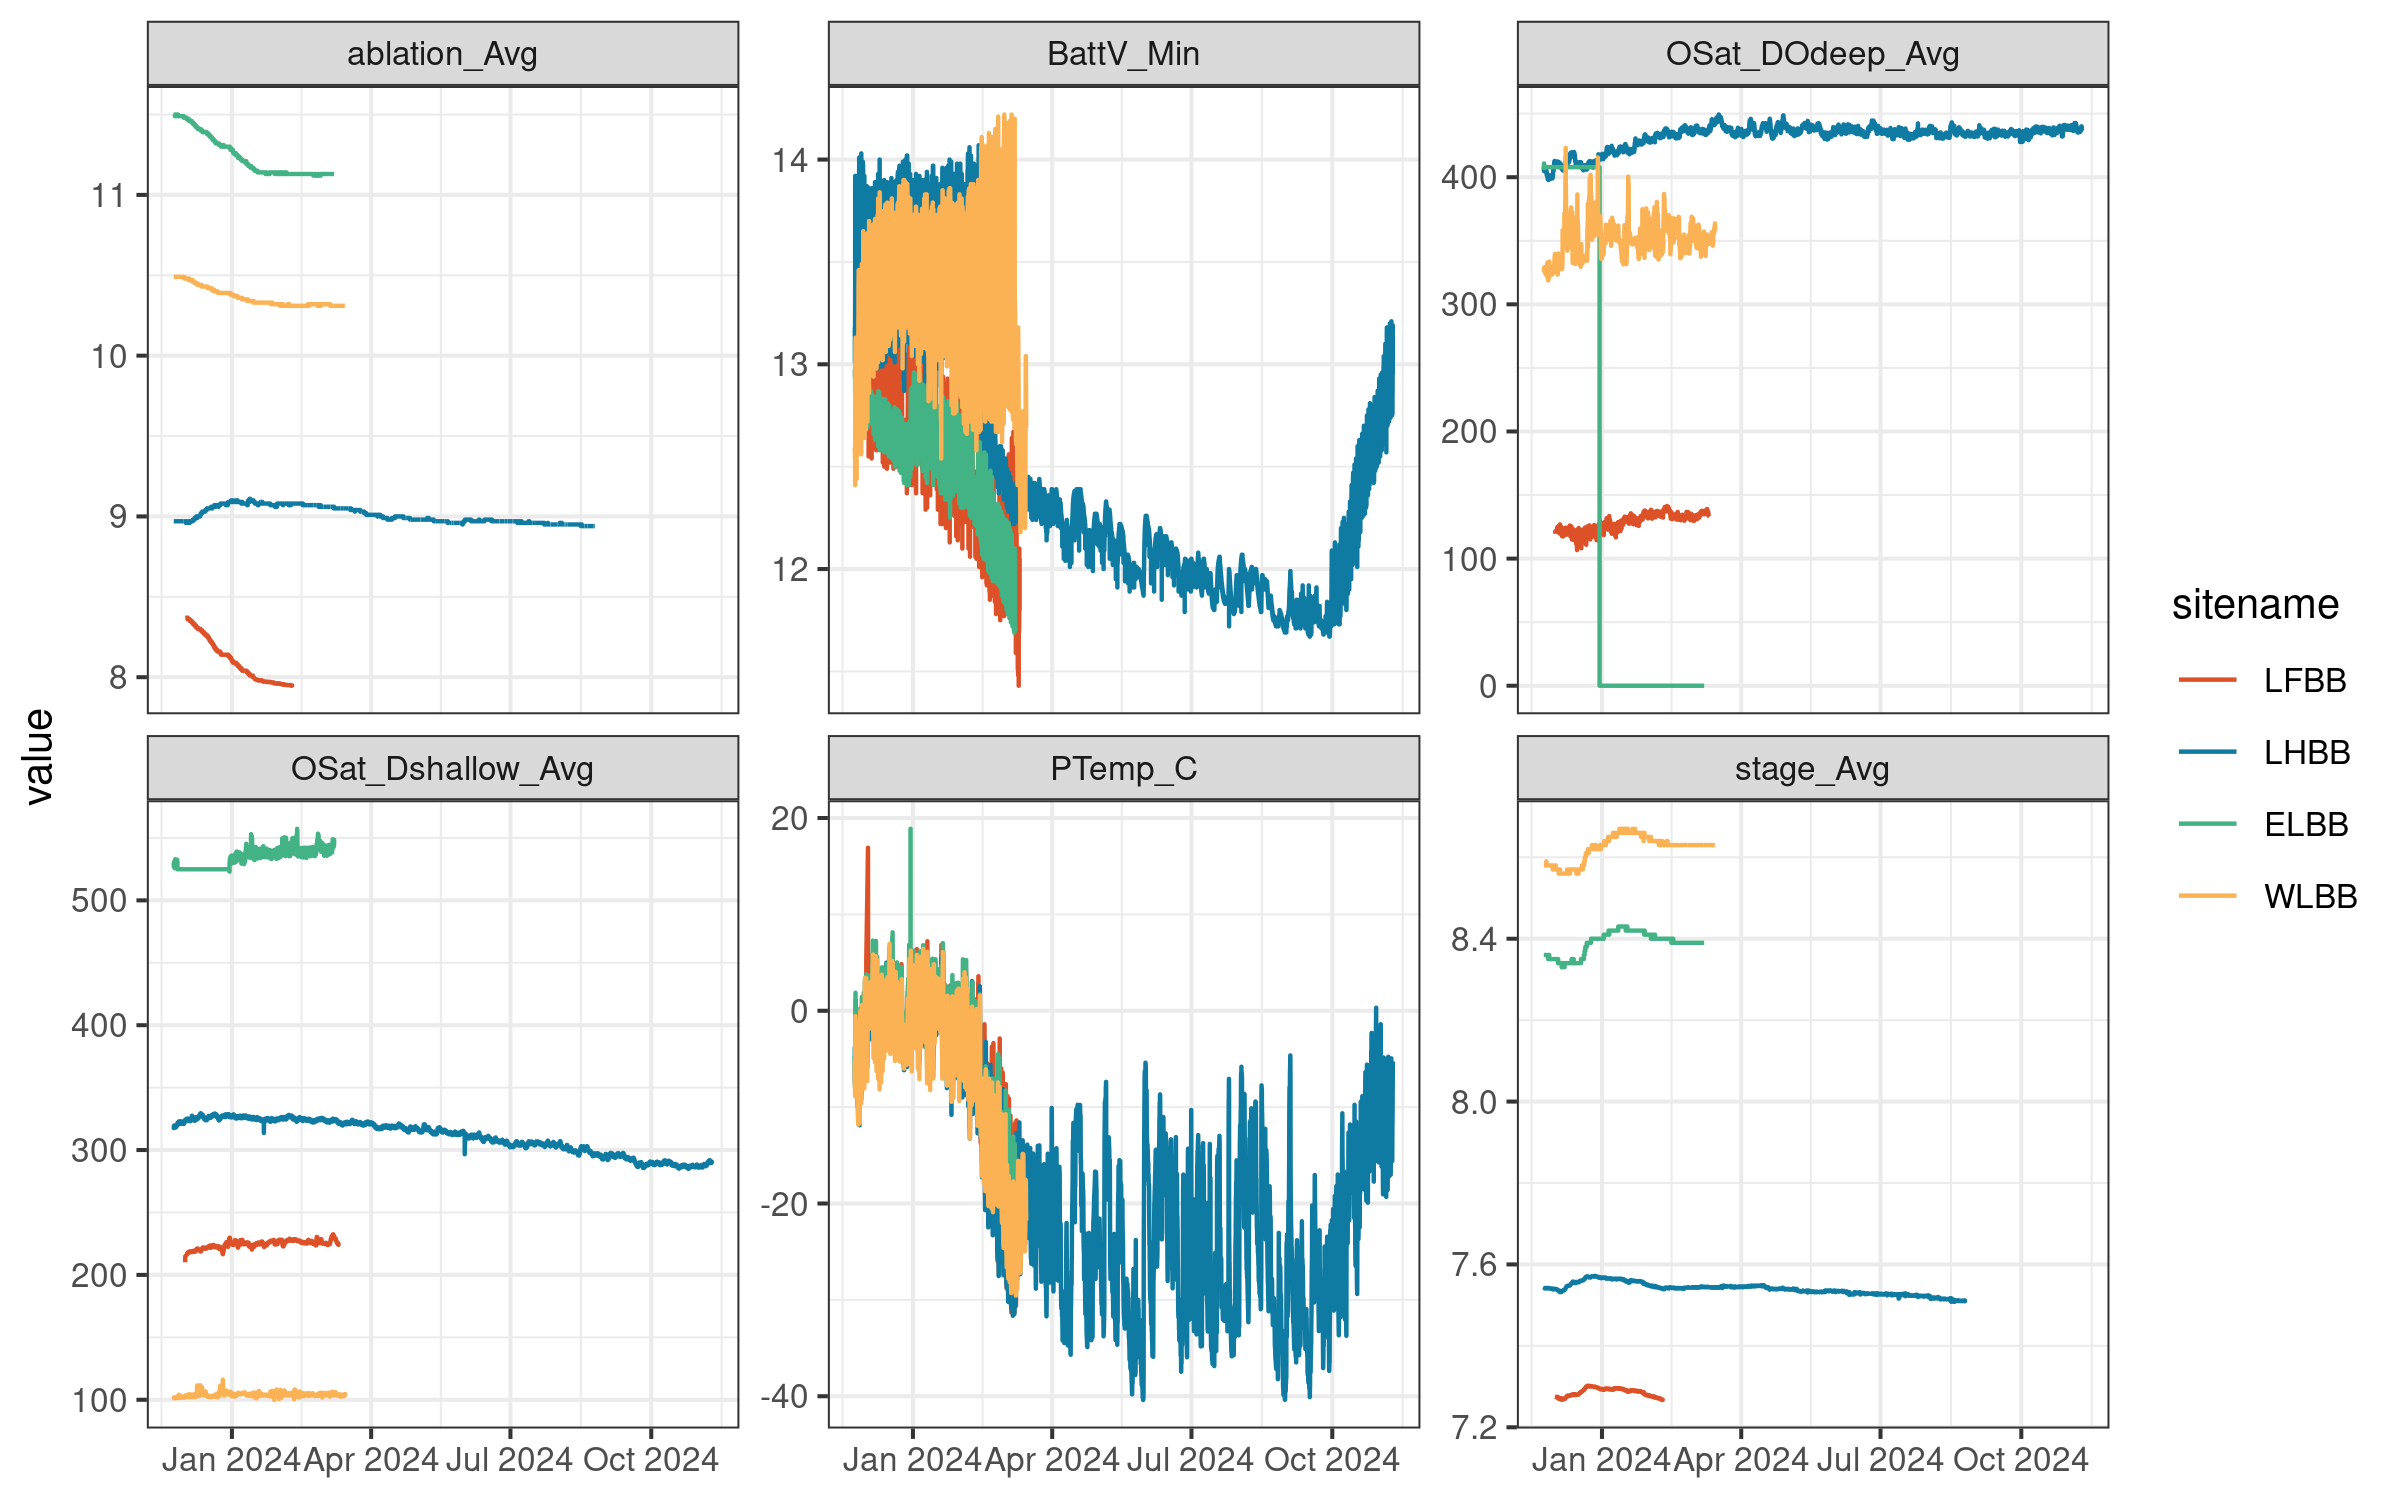 ablation_Avg
BattV_Min
OSat_DOdeep_Avg
11
10
9
8
14
13
12
400
300
200
100
0
value
OSat_Dshallow_Avg
PTemp_C
stage_Avg
500
400
300
200
100
20
0
-20
-40
8.4
8.0
7.6
7.2
Jan 2024 Apr 2024 Jul 2024 Oct 2024
Jan 2024 Apr 2024 Jul 2024 Oct 2024
Jan 2024 Apr 2024 Jul 2024 Oct 2024
sitename
LFBB
LHBB
ELBB
WLBB